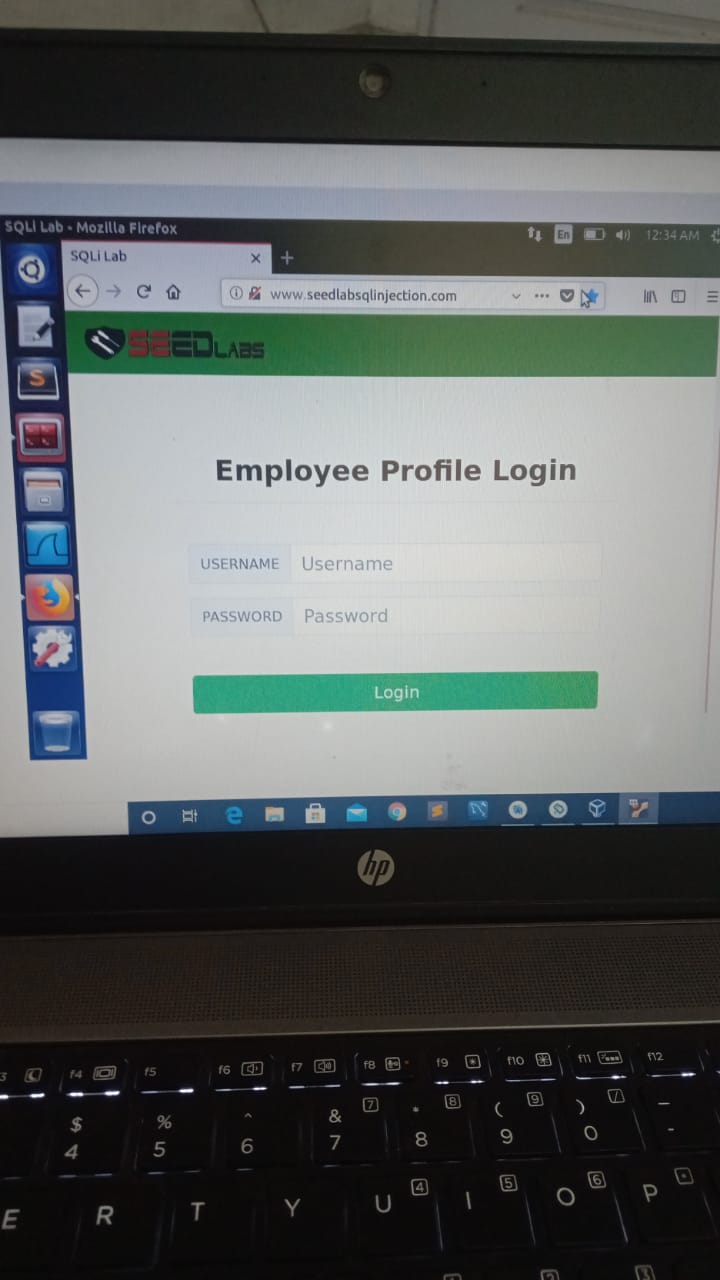 SQLi Lab - Mozilla Firefox
En
12:34 AM
SQLi Lab
www.seedlabsqlinjection.com
SEEDLABS
Employee Profile Login
USERNAME Username
PASSWORD Password
Login
hp
3 f4 f5 f6 f7 f8 f9 f10 f11 f12
$ % ^ & 7 * 8 ( 9 ) / _
4 5 6 7 8 9 0 -
4 5 6 *
E R T Y U I O P